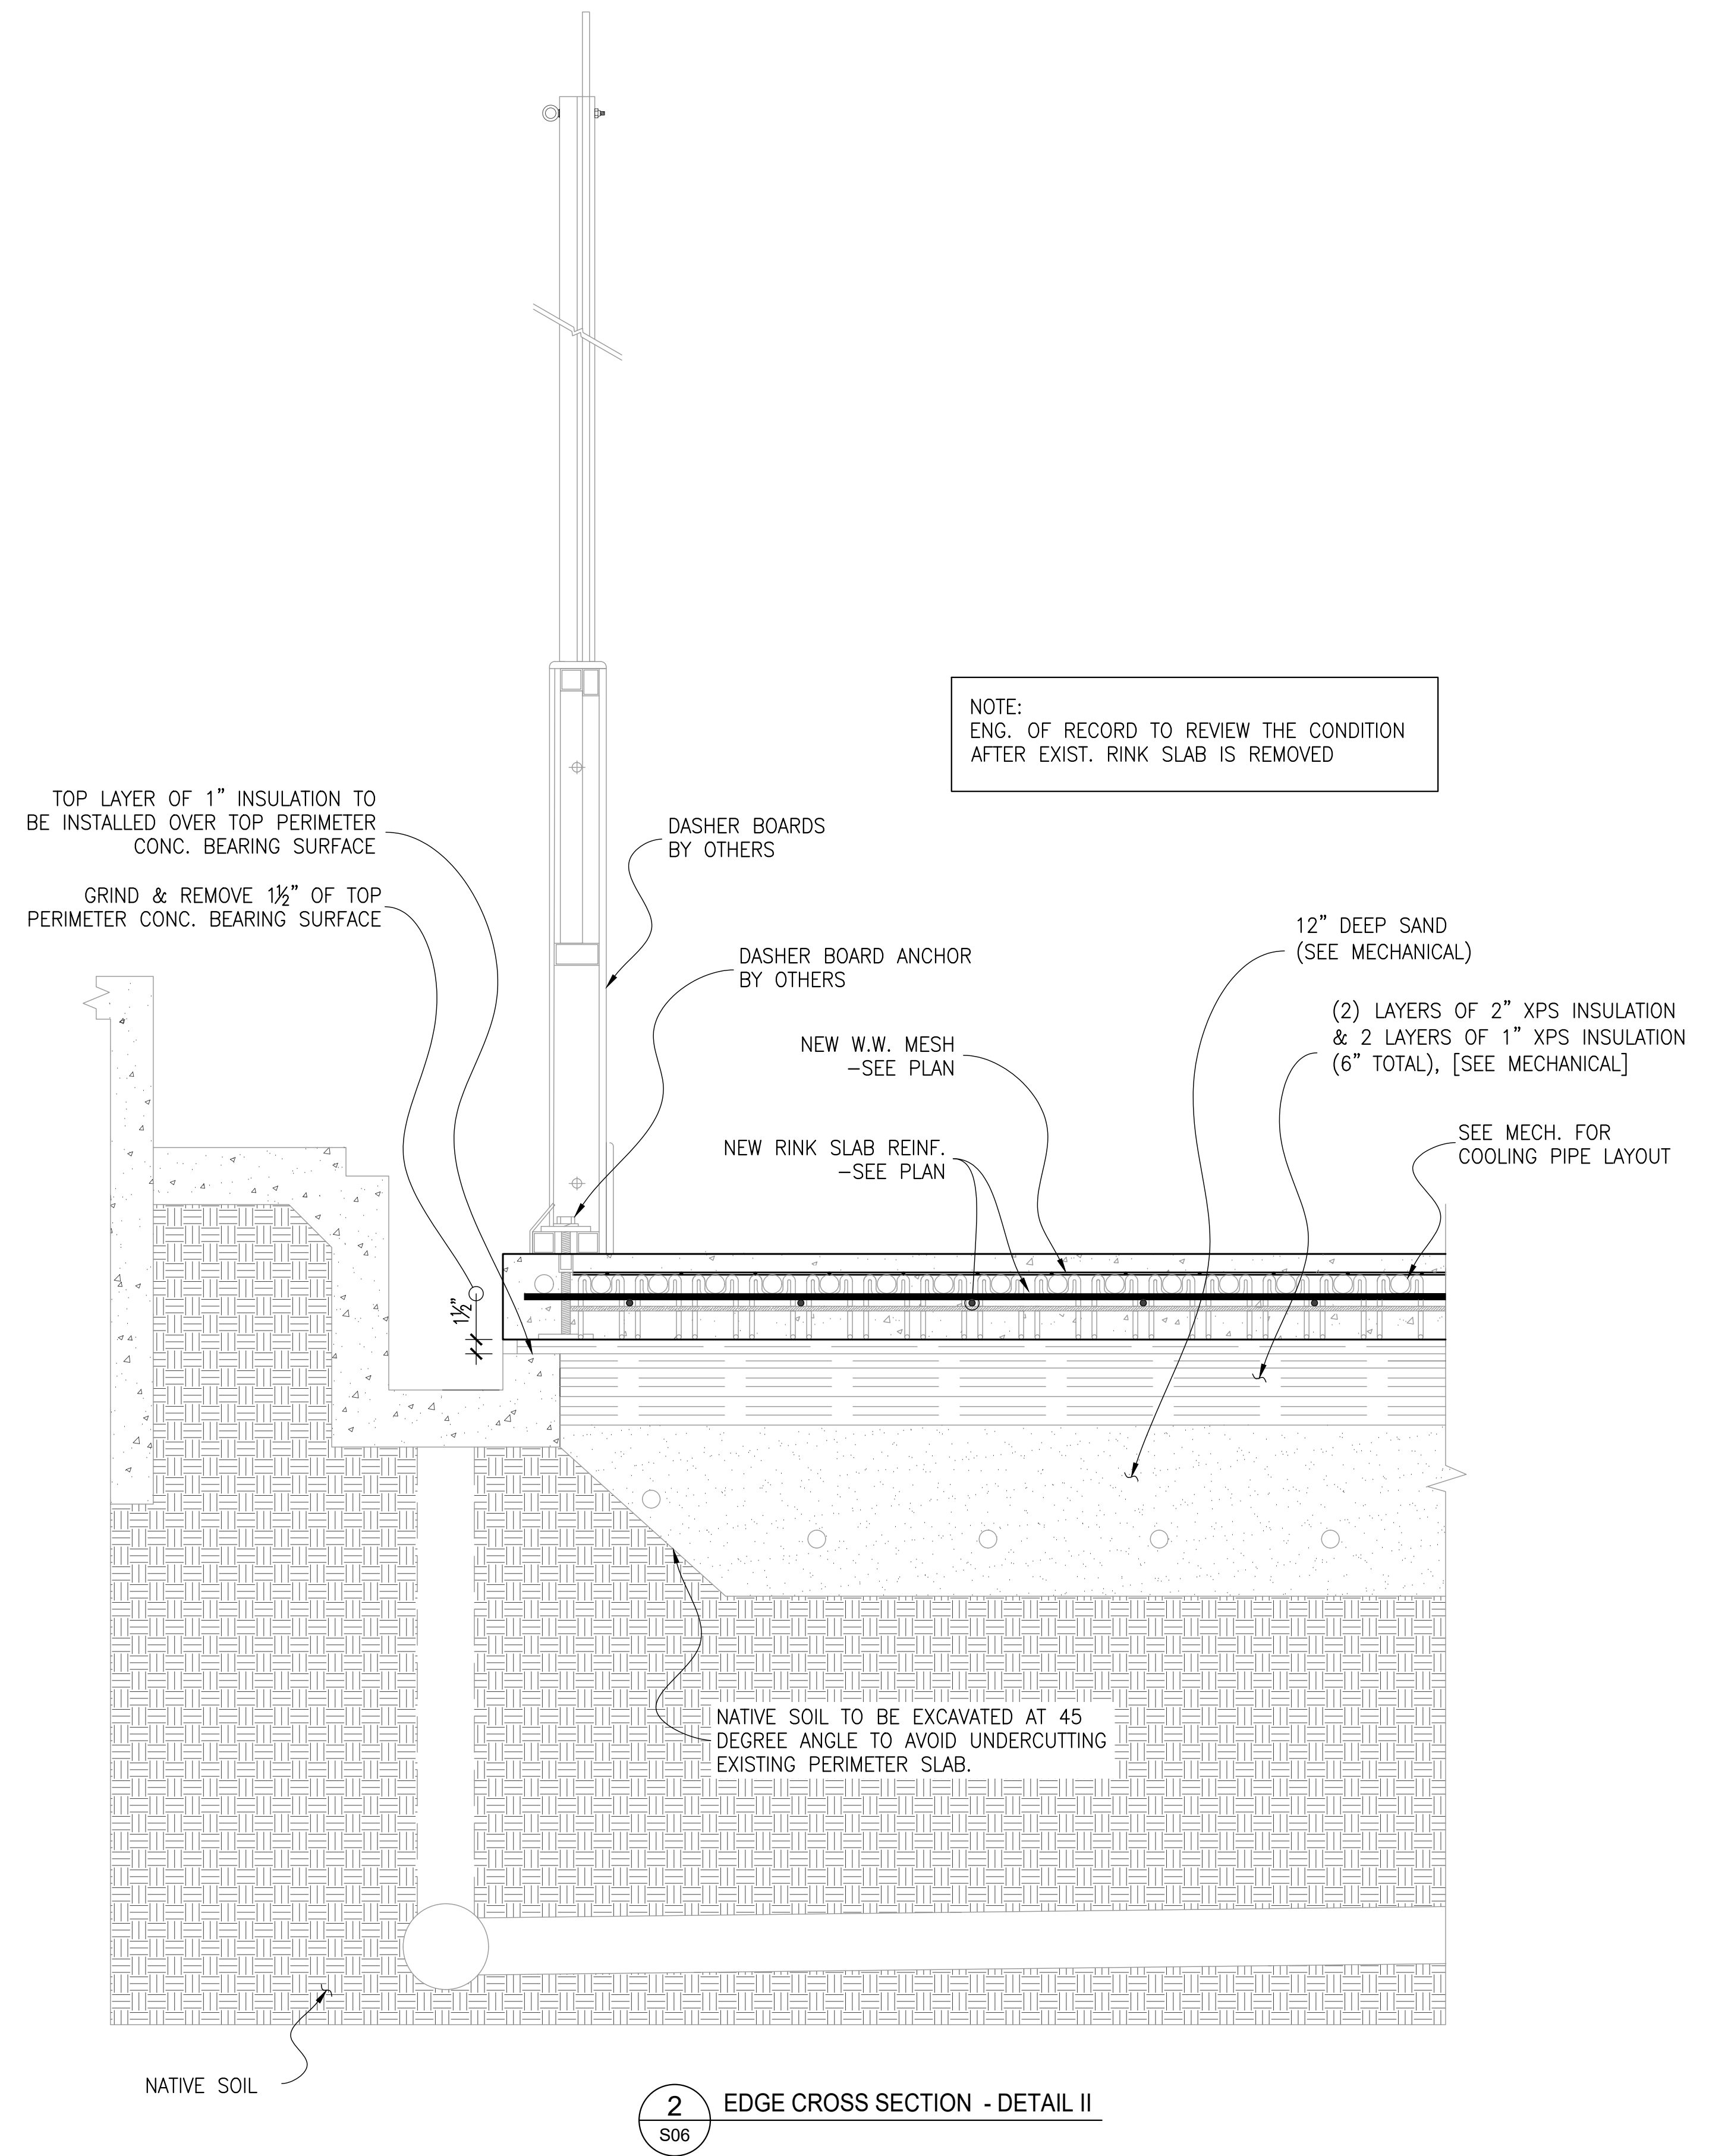 NOTE:
ENG. OF RECORD TO REVIEW THE CONDITION
AFTER EXIST. RINK SLAB IS REMOVED
TOP LAYER OF 1" INSULATION TO
BE INSTALLED OVER TOP PERIMETER
CONC. BEARING SURFACE
GRIND & REMOVE 1½" OF TOP
PERIMETER CONC. BEARING SURFACE
DASHER BOARDS
BY OTHERS
DASHER BOARD ANCHOR
BY OTHERS
NEW W.W. MESH
-SEE PLAN
NEW RINK SLAB REINF.
-SEE PLAN
12" DEEP SAND
(SEE MECHANICAL)
(2) LAYERS OF 2" XPS INSULATION
& 2 LAYERS OF 1" XPS INSULATION
(6" TOTAL), [SEE MECHANICAL]
SEE MECH. FOR
COOLING PIPE LAYOUT
1½"
NATIVE SOIL TO BE EXCAVATED AT 45
DEGREE ANGLE TO AVOID UNDERCUTTING
EXISTING PERIMETER SLAB.
NATIVE SOIL
2
S06
EDGE CROSS SECTION - DETAIL II